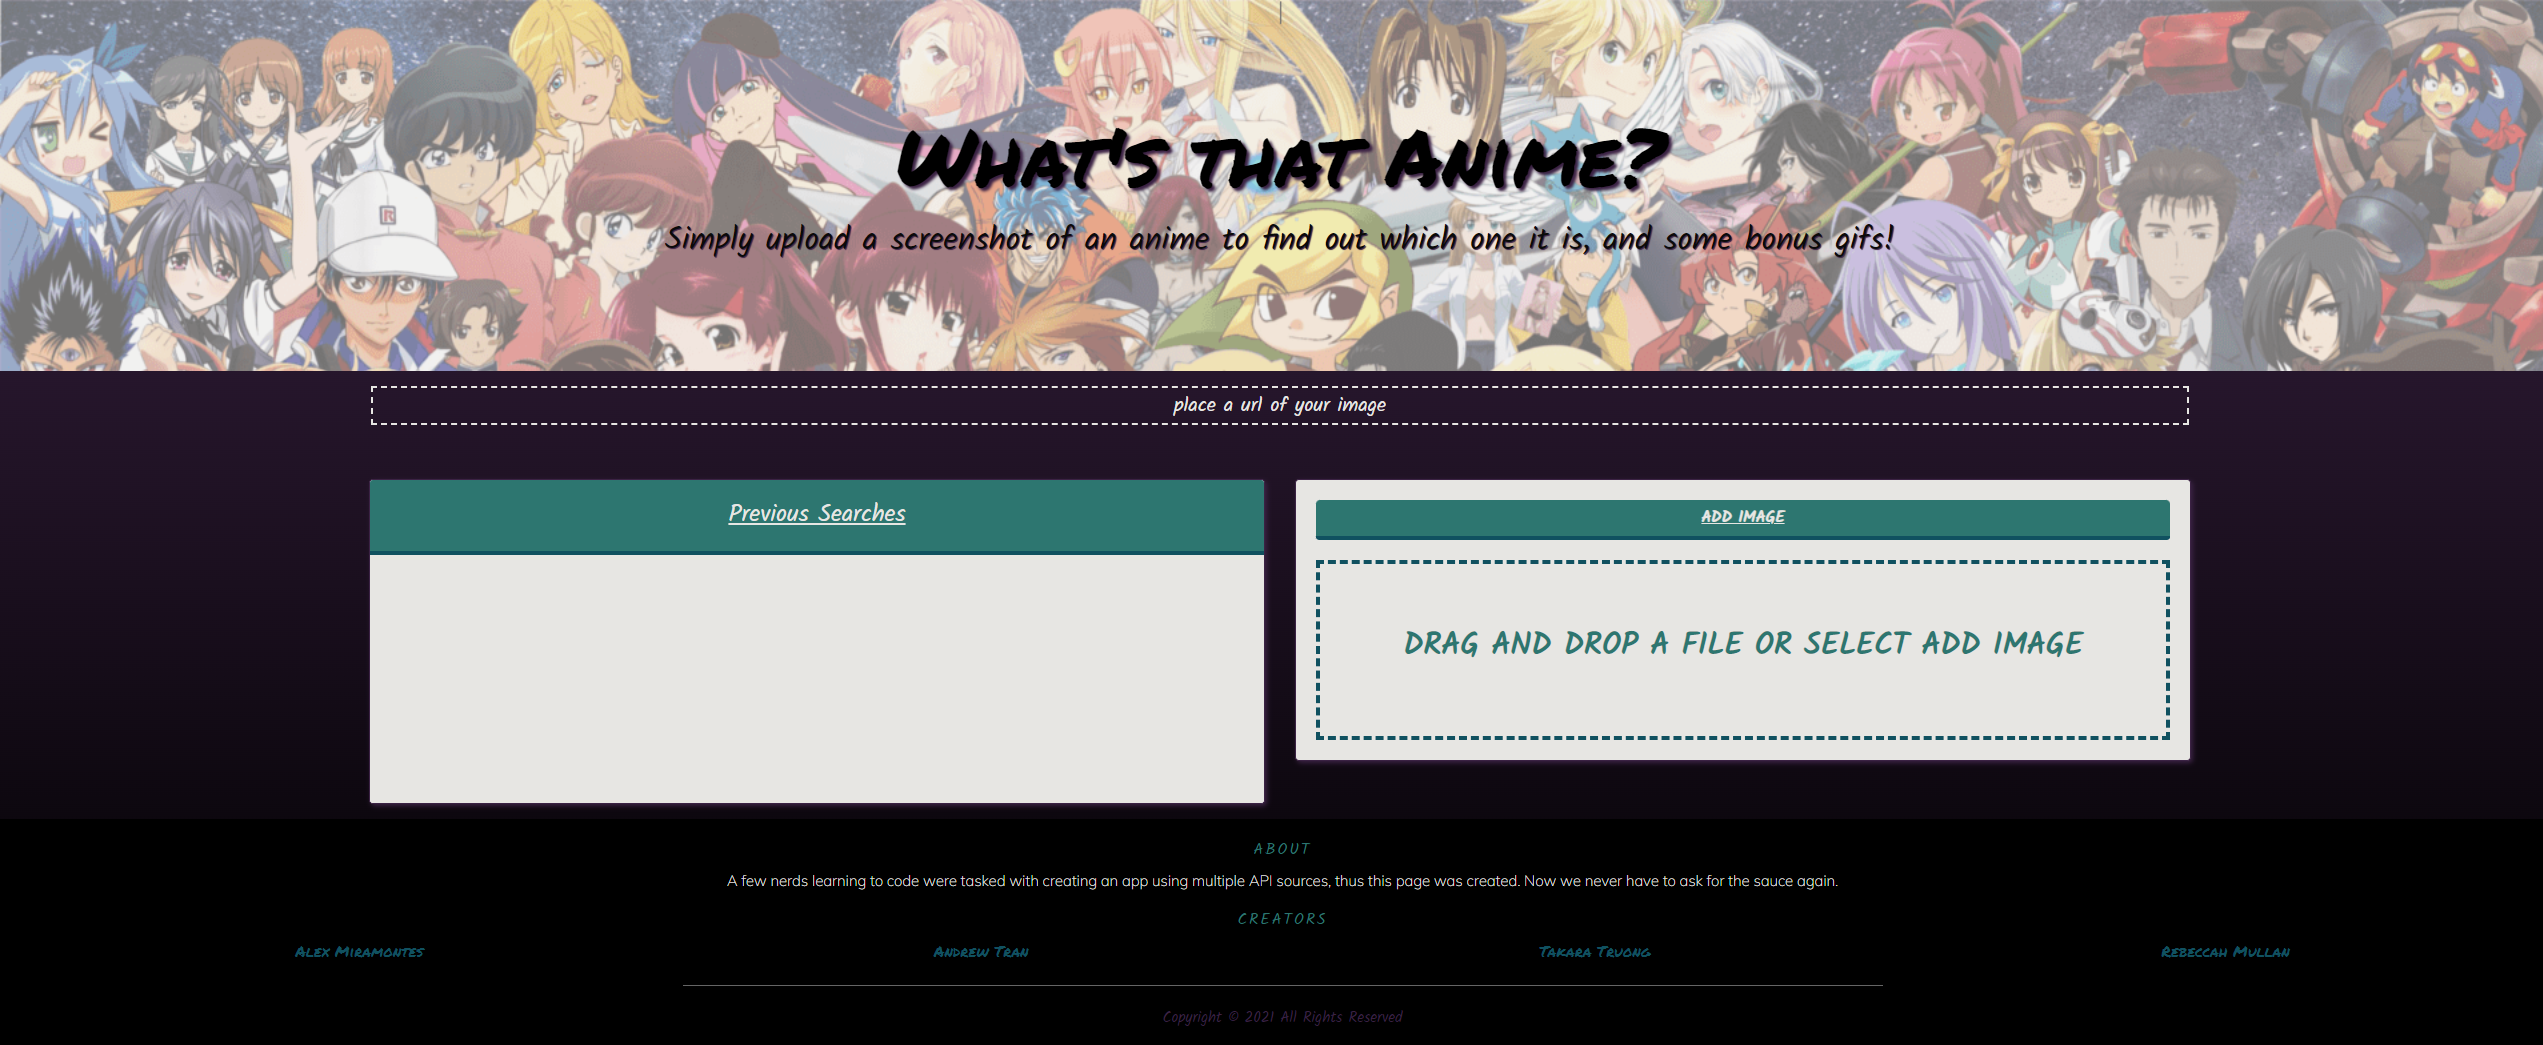 What's that Anime?
Simply upload a screenshot of an anime to find out which one it is, and some bonus gifs!
R
place a url of your image
Previous Searches
ADD IMAGE
DRAG AND DROP A FILE OR SELECT ADD IMAGE
ABOUT
A few nerds learning to code were tasked with creating an app using multiple API sources, thus this page was created. Now we never have to ask for the sauce again.
CREATORS
Alex Miramontes
Andrew Tran
Takara Truong
Rebeccah Mullan
Copyright © 2021 All Rights Reserved